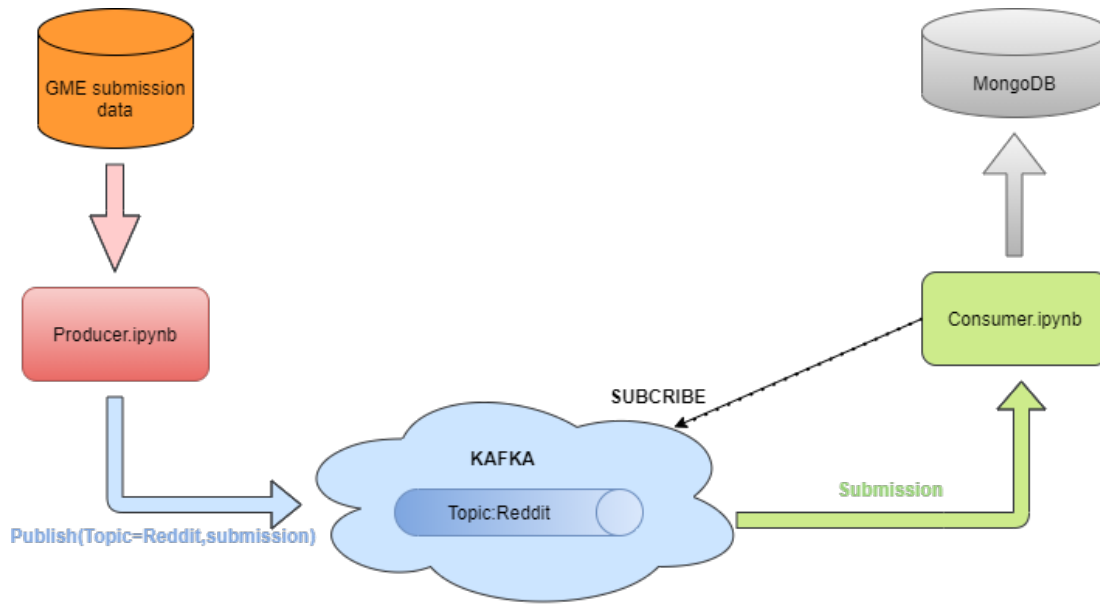 GME submission
data
MongoDB
Producer.ipynb
Consumer.ipynb
SUBCRIBE
KAFKA
Topic:Reddit
Submission
Publish(Topic=Reddit,submission)